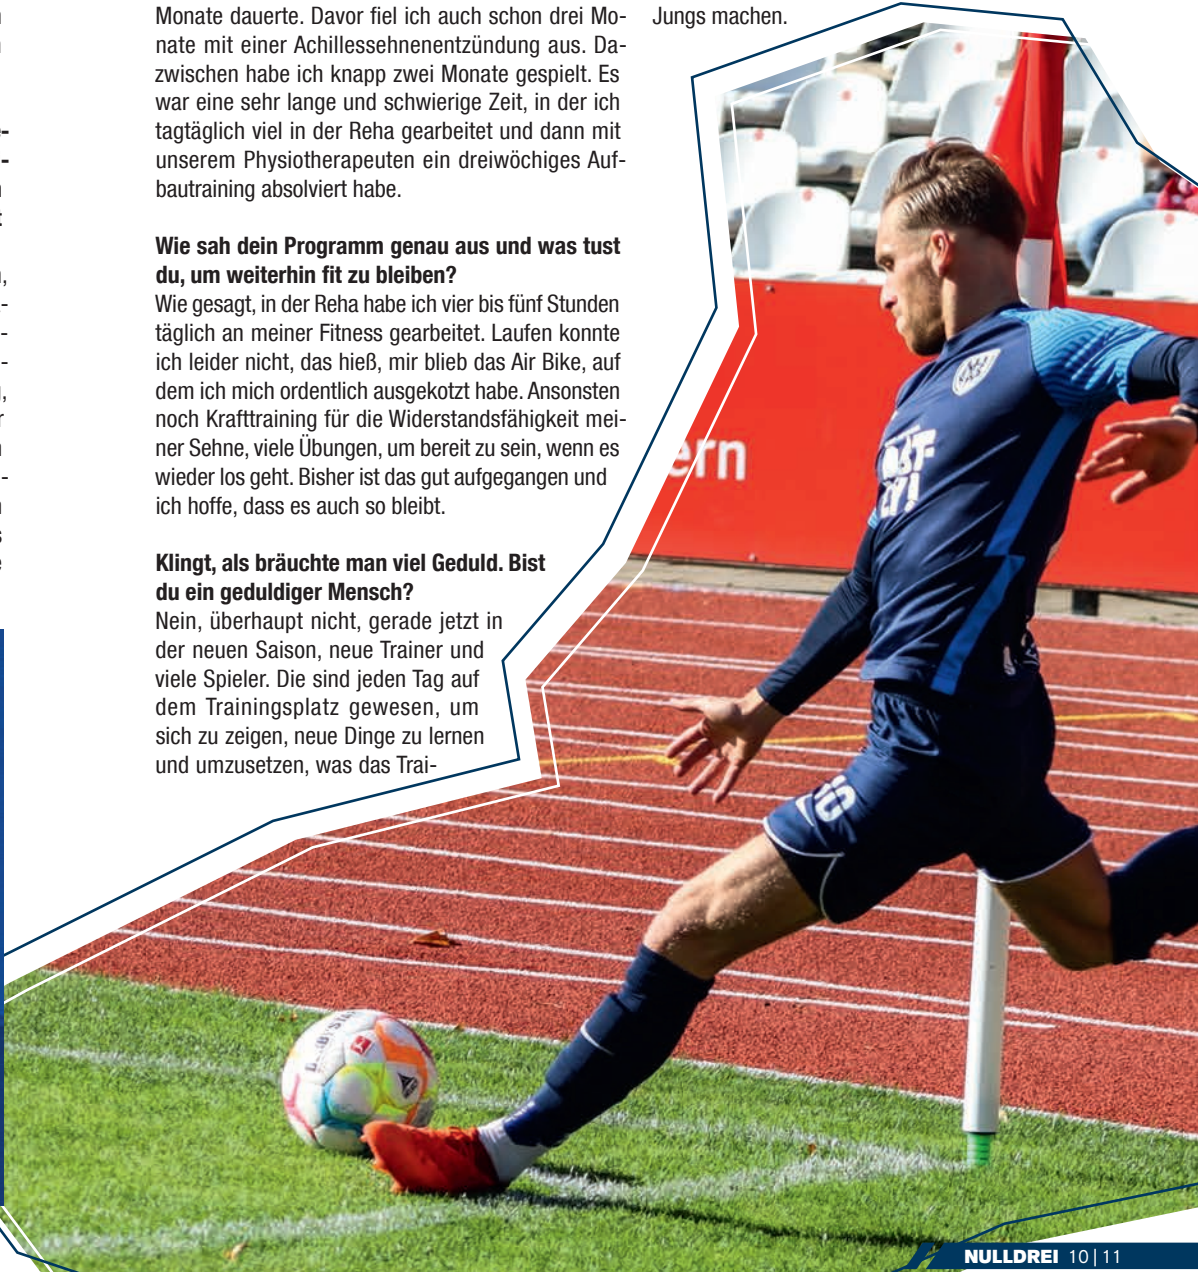 Monate dauerte. Davor fiel ich auch schon drei Mo-
nate mit einer Achillessehnenentzündung aus. Da-
zwischen habe ich knapp zwei Monate gespielt. Es
war eine sehr lange und schwierige Zeit, in der ich
tagtäglich viel in der Reha gearbeitet und dann mit
unserem Physiotherapeuten ein dreiwöchiges Auf-
bautraining absolviert habe.
Wie sah dein Programm genau aus und was tust
du, um weiterhin fit zu bleiben?
Wie gesagt, in der Reha habe ich vier bis fünf Stunden
täglich an meiner Fitness gearbeitet. Laufen konnte
ich leider nicht, das hieß, mir blieb das Air Bike, auf
dem ich mich ordentlich ausgekotzt habe. Ansonsten
noch Krafttraining für die Widerstandsfähigkeit mei-
ner Sehne, viele Übungen, um bereit zu sein, wenn es
wieder los geht. Bisher ist das gut aufgegangen und
ich hoffe, dass es auch so bleibt.
Klingt, als bräuchte man viel Geduld. Bist
du ein geduldiger Mensch?
Nein, überhaupt nicht, gerade jetzt in
der neuen Saison, neue Trainer und
viele Spieler. Die sind jeden Tag auf
dem Trainingsplatz gewesen, um
sich zu zeigen, neue Dinge zu lernen
und umzusetzen, was das Trai-
Jungs machen.
ern
10
NULLDREI 10|11